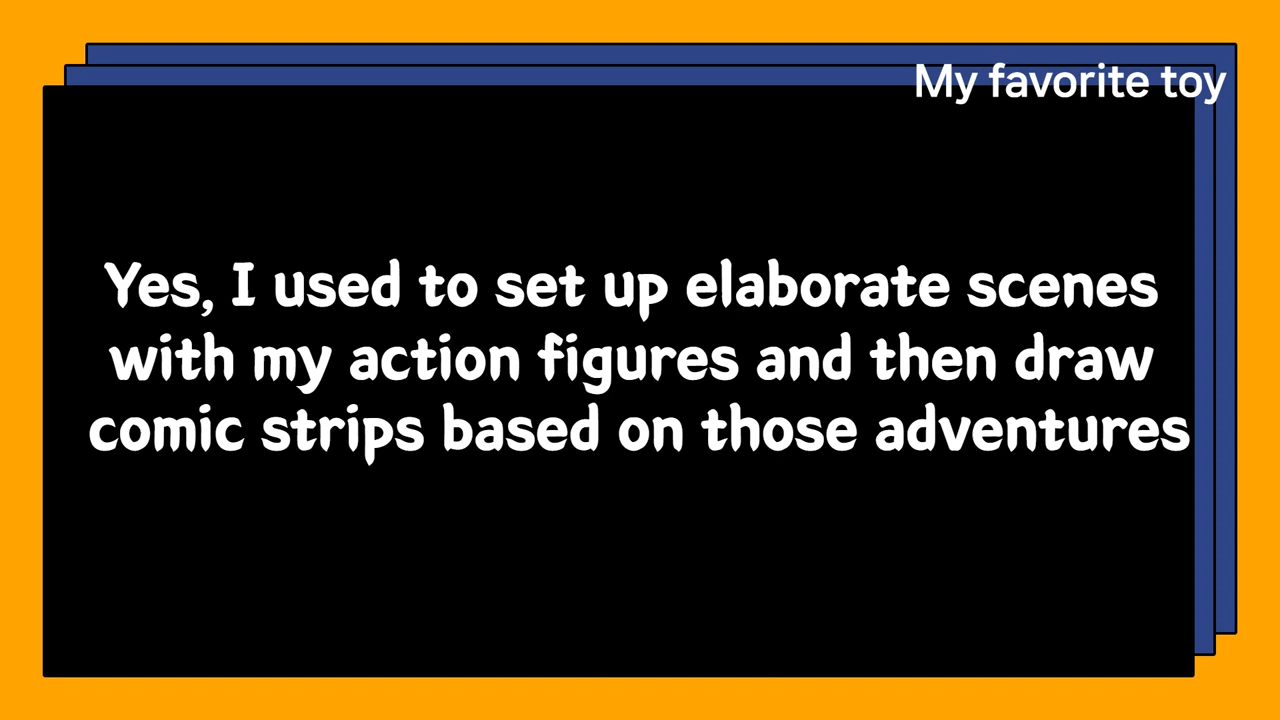 My favorite toy
Yes, I used to set up elaborate scenes
with my action figures and then draw
comic strips based on those adventures